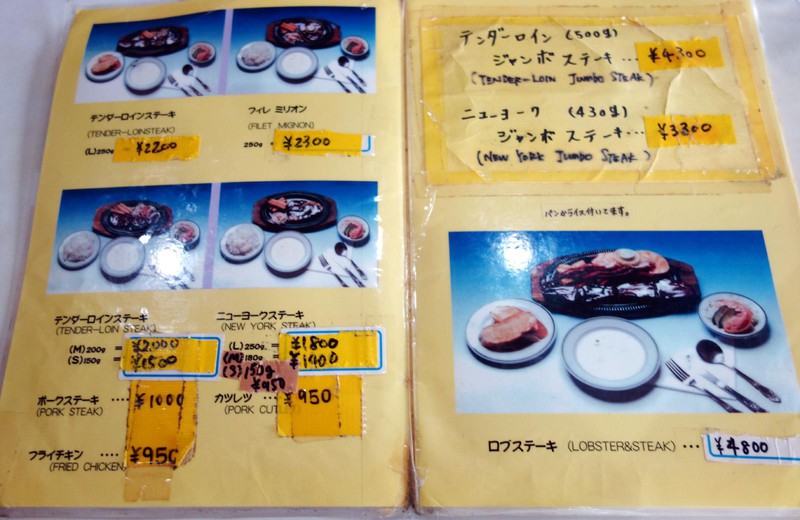 テンダーロインステーキ
(TENDER-LOINSTEAK)
(L)250g = ¥2200
フィレ ミリオン
(FILET MIGNON)
250g = ¥2300
テンダーロインステーキ
(TENDER-LOIN STEAK)
(M)200g = ¥2000
(S)150g = ¥1500
ニューヨークステーキ
(NEW YORK STEAK)
(L)250g = ¥1800
(M)180g = ¥1400
(S)150g
¥950
ポークステーキ ‥‥ ¥1000
(PORK STEAK)
カツレツ ‥‥ ¥950
(PORK CUTLET)
フライチキン ‥‥ ¥950
(FRIED CHICKEN)
テンダーロイン (500g)
ジャンボステーキ… ¥4300
(TENDER-LOIN JUMBO STEAK)
ニューヨーク (430g)
ジャンボ ステーキ… ¥3300
(NEW YORK JUMBO STEAK)
パンかライス付いてます。
ロブステーキ (LOBSTER&STEAK) … ¥4800